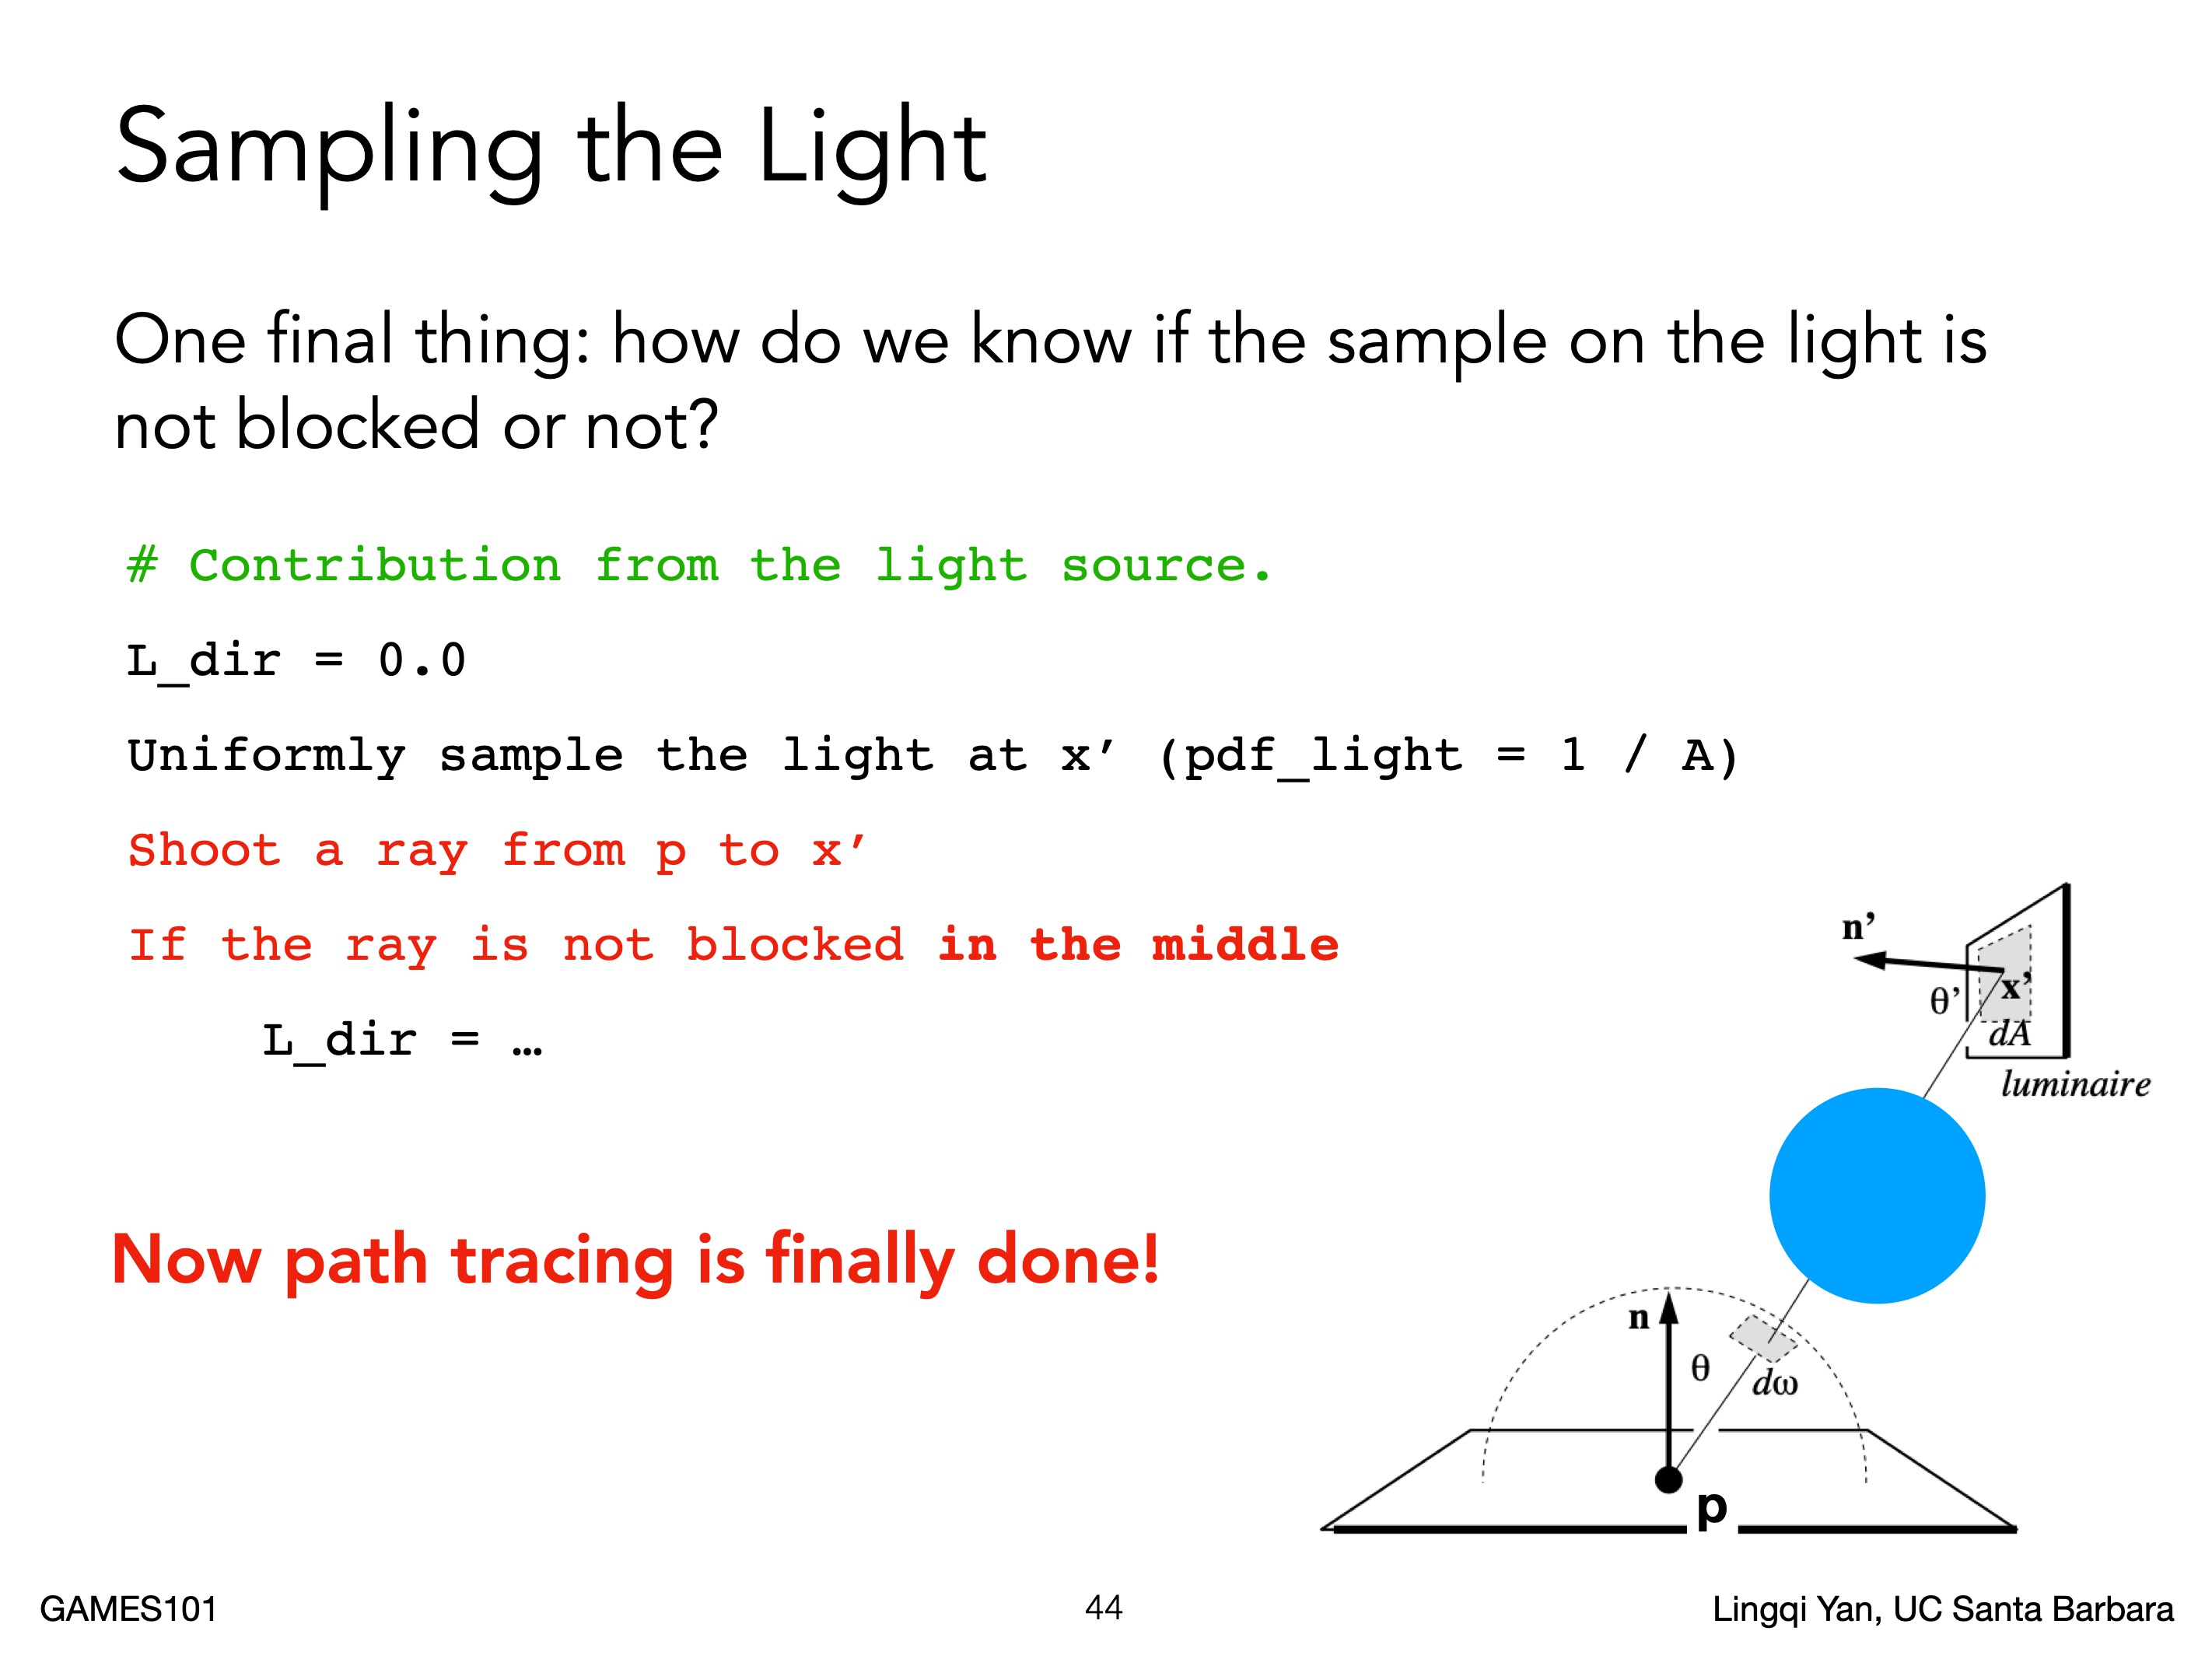 Sampling the Light
One final thing: how do we know if the sample on the light is
not blocked or not?
# Contribution from the light source.
L_dir = 0.0
Uniformly sample the light at x’ (pdf_light = 1 / A)
Shoot a ray from p to x’
If the ray is not blocked in the middle
L_dir = …
Now path tracing is finally done!
n’
θ’
x’
dA
luminaire
n
θ
dω
p
GAMES101
44
Lingqi Yan, UC Santa Barbara